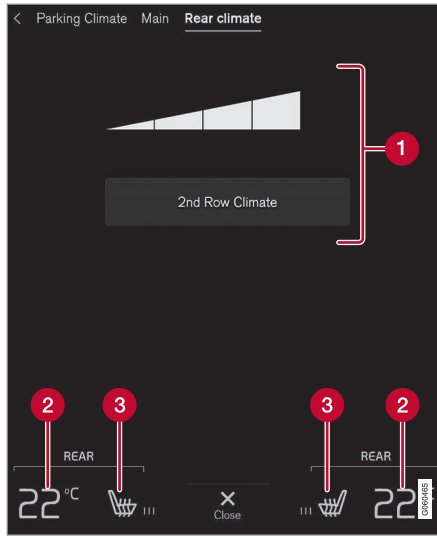 Parking Climate Main Rear climate
1
2nd Row Climate
2 3 3 2
REAR REAR
22 °C 22
Close
G060465